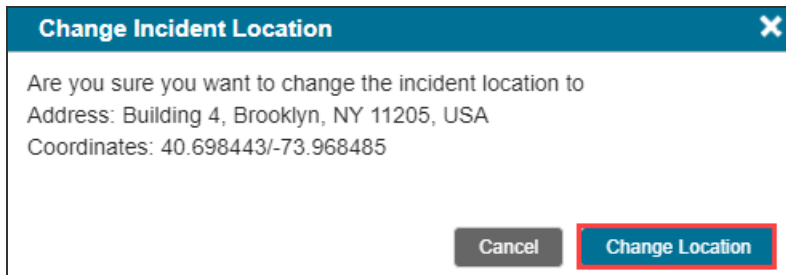 Change Incident Location
Are you sure you want to change the incident location to
Address: Building 4, Brooklyn, NY 11205, USA
Coordinates: 40.698443/-73.968485
Cancel
Change Location